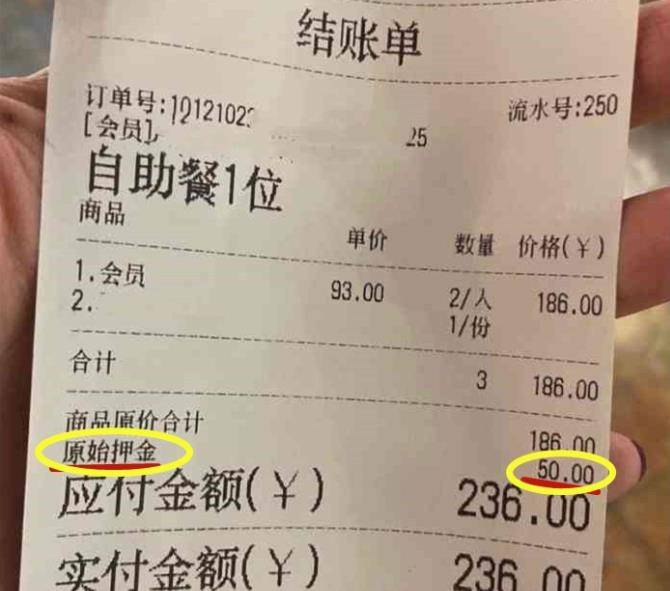 结账单
订单号:1012102 流水号:250
[会员] 25
自助餐1位
商品 单价 数量 价格(¥)
1.会员 93.00 2/人 186.00
2. 1/份
合计 3 186.00
商品原价合计 186.00
原始押金 50.00
应付金额(¥) 236.00
实付金额(¥) 236.00